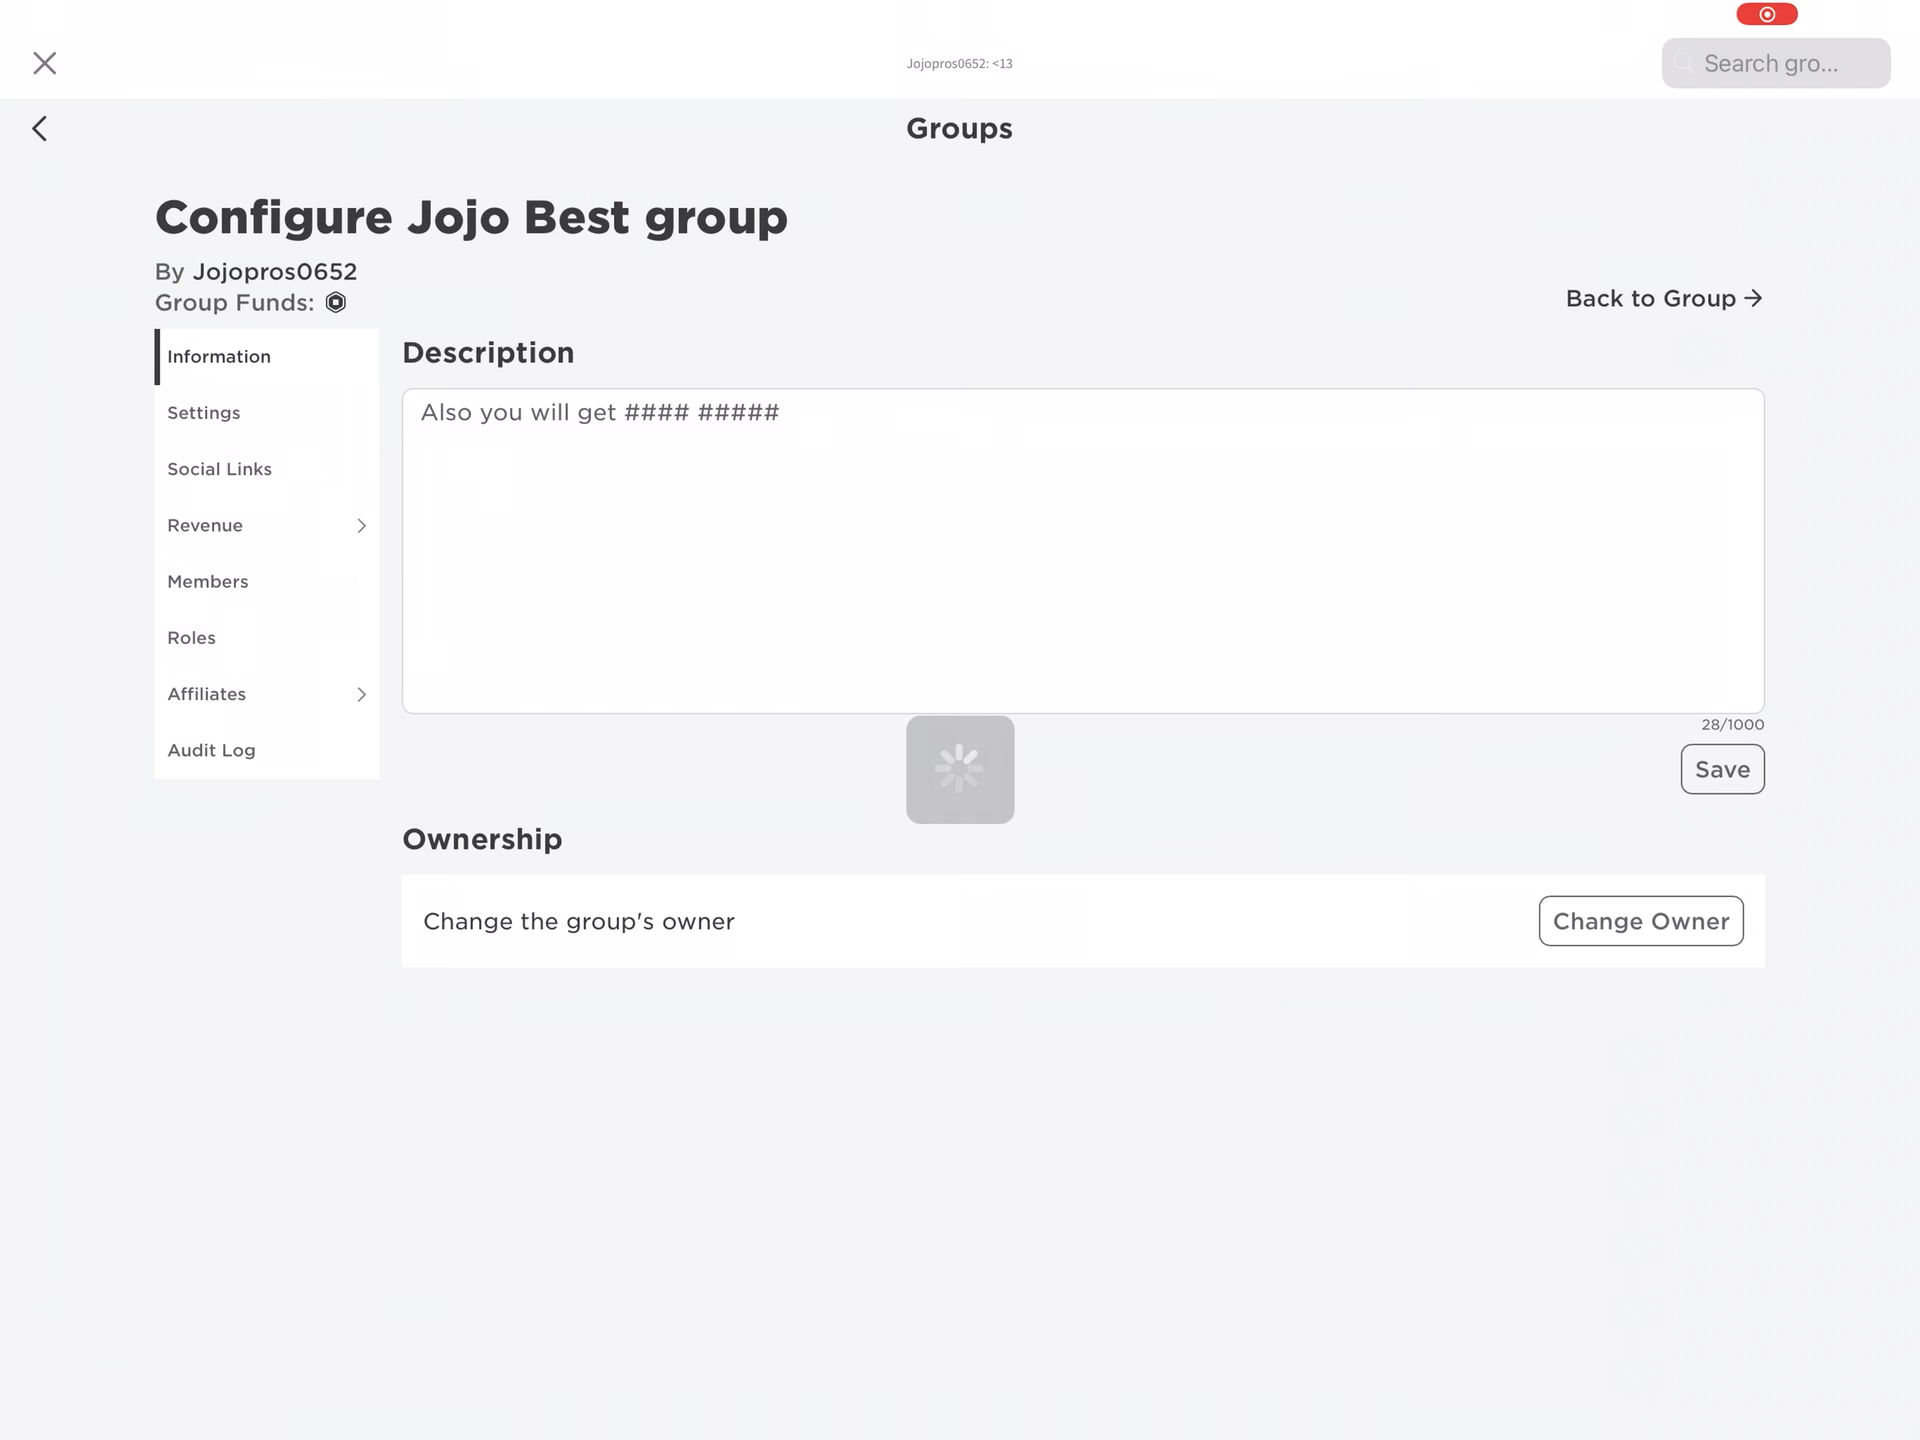 Jojopros0652: <13
Search gro...
Groups
Configure Jojo Best group
By Jojopros0652
Group Funds:
Back to Group
Information
Settings
Social Links
Revenue
Members
Roles
Affiliates
Audit Log
Description
Also you will get #### #####
28/1000
Save
Ownership
Change the group's owner
Change Owner